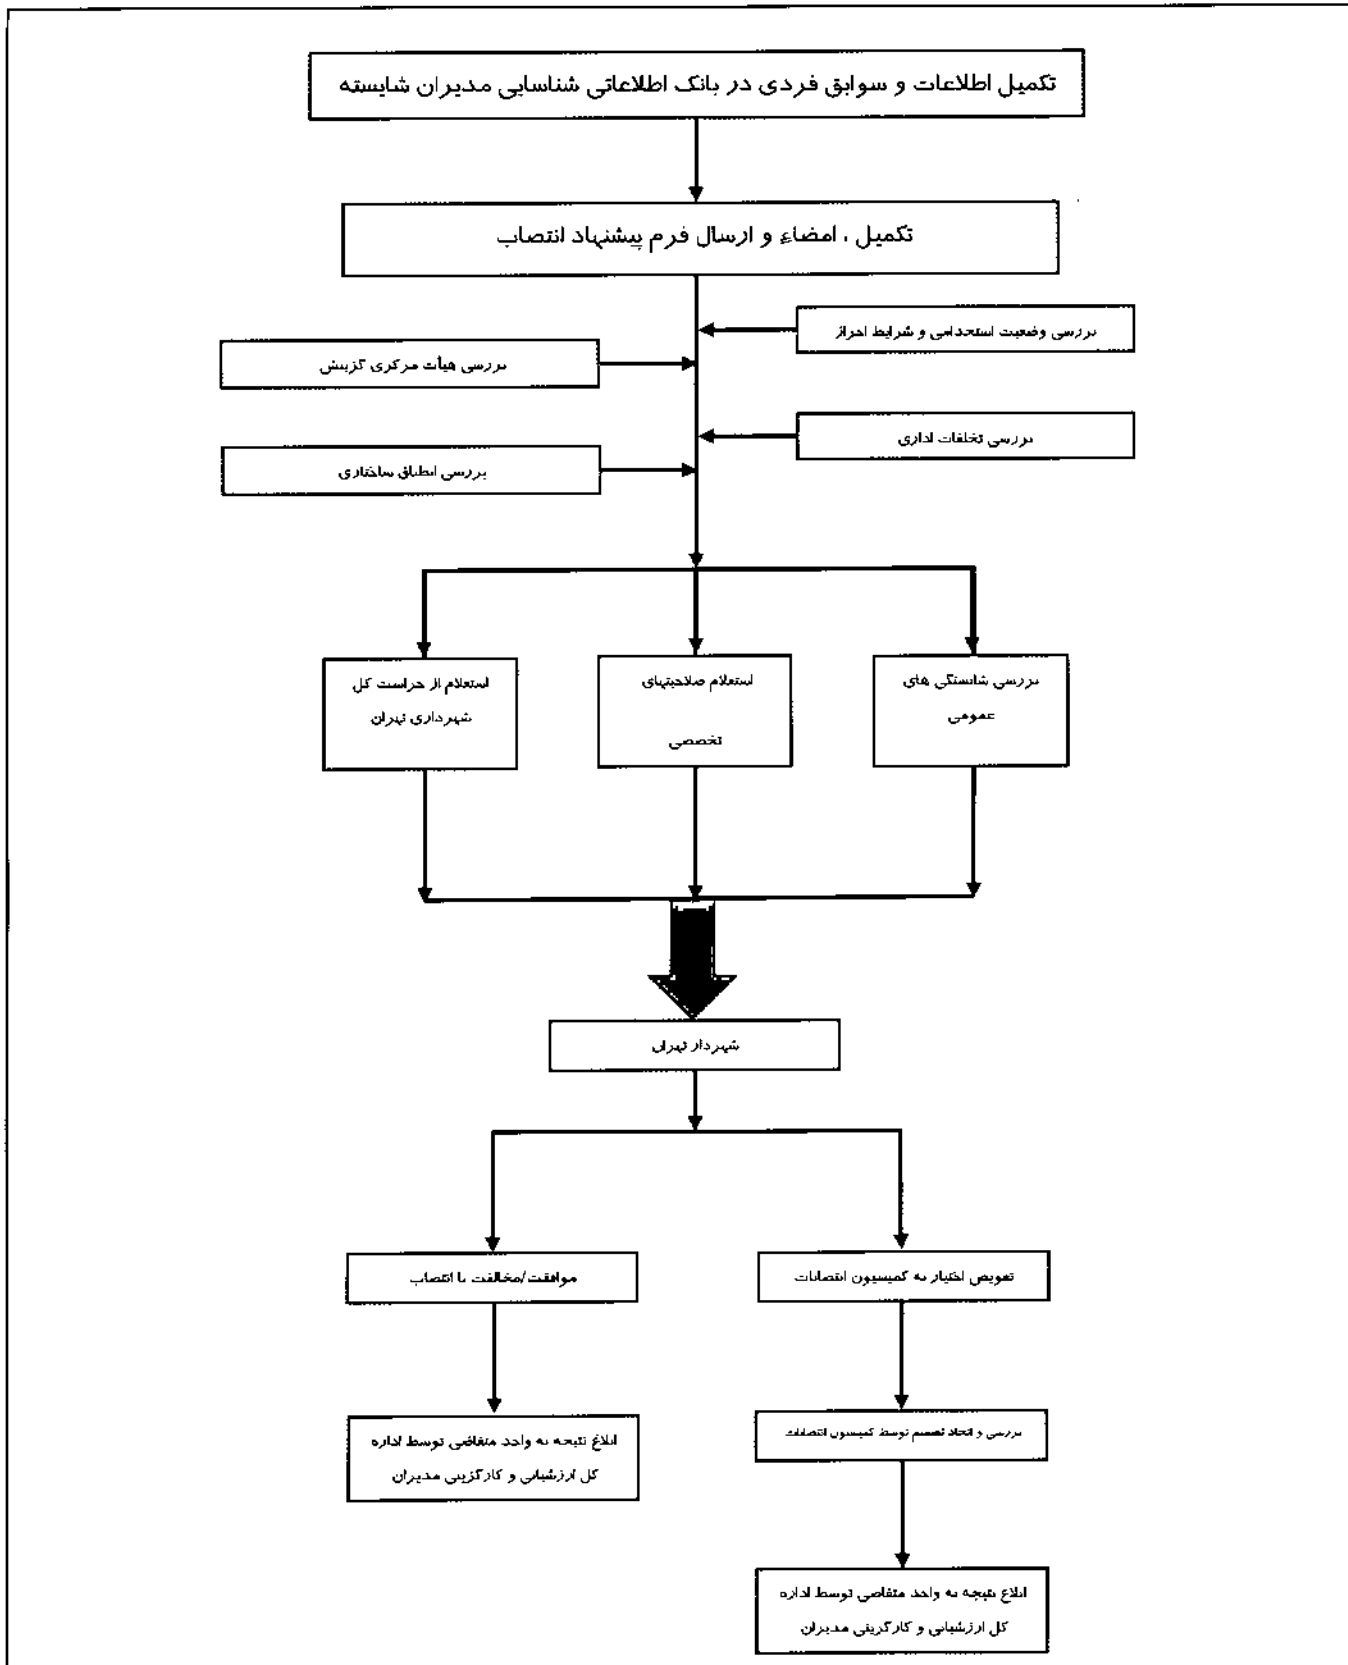 تکمیل اطلاعات و سوابق فردی در بانک اطلاعاتی شناسایی مدیران شایسته
تکمیل ، امضاء و ارسال فرم پیشنهاد انتصاب
بررسی وضعیت استخدامی و شرایط احراز
بررسی هیأت مرکزی گزینش
بررسی تخلفات اداری
بررسی انطباق ساختاری
بررسی شایستگی های
عمومی
استعلام صلاحیتهای
تخصصی
استعلام از حراست کل
شهرداری تهران
شهردار تهران
تفویض اختیار به کمیسیون انتصابات
موافقت/مخالفت با انتصاب
بررسی و اتخاذ تصمیم توسط کمیسیون انتصابات
ابلاغ نتیجه به واحد متقاضی توسط اداره
کل ارزشیابی و کارگزینی مدیران
ابلاغ نتیجه به واحد متقاضی توسط اداره
کل ارزشیابی و کارگزینی مدیران